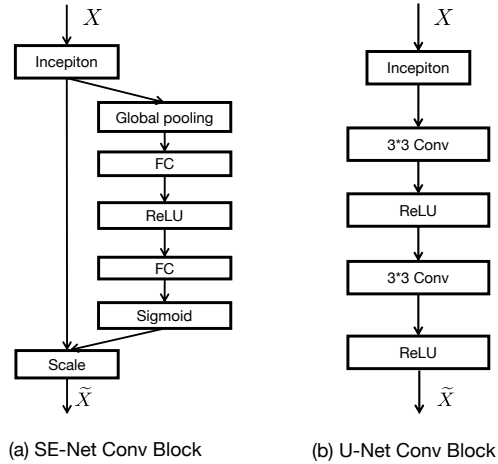 X
Incepiton
Global pooling
FC
ReLU
FC
Sigmoid
Scale
X̃
(a) SE-Net Conv Block
X
Incepiton
3*3 Conv
ReLU
3*3 Conv
ReLU
X̃
(b) U-Net Conv Block